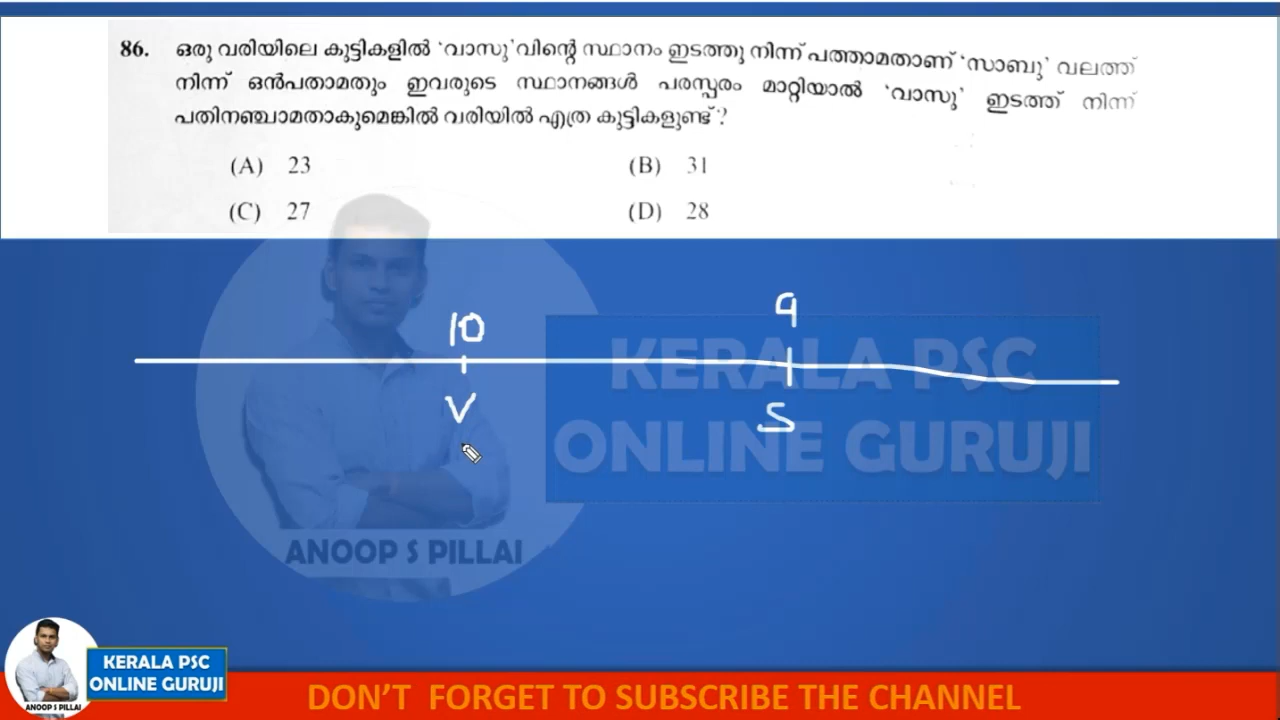 86. ഒരു വരിയിലെ കുട്ടികളിൽ 'വാസു'വിന്റെ സ്ഥാനം ഇടത്തു നിന്ന് പത്താമതാണ് 'സാബു' വലത്ത്
നിന്ന് ഒൻപതാമതും ഇവരുടെ സ്ഥാനങ്ങൾ പരസ്പരം മാറ്റിയാൽ 'വാസു' ഇടത്ത് നിന്ന്
പതിനഞ്ചാമതാകുമെങ്കിൽ വരിയിൽ എത്ര കുട്ടികളുണ്ട് ?
(A) 23 (B) 31
(C) 27 (D) 28
10 9
V S
KERALA PSC
ONLINE GURUJI
ANOOP S PILLAI
KERALA PSC
ONLINE GURUJI
ANOOP S PILLAI
DON'T FORGET TO SUBSCRIBE THE CHANNEL